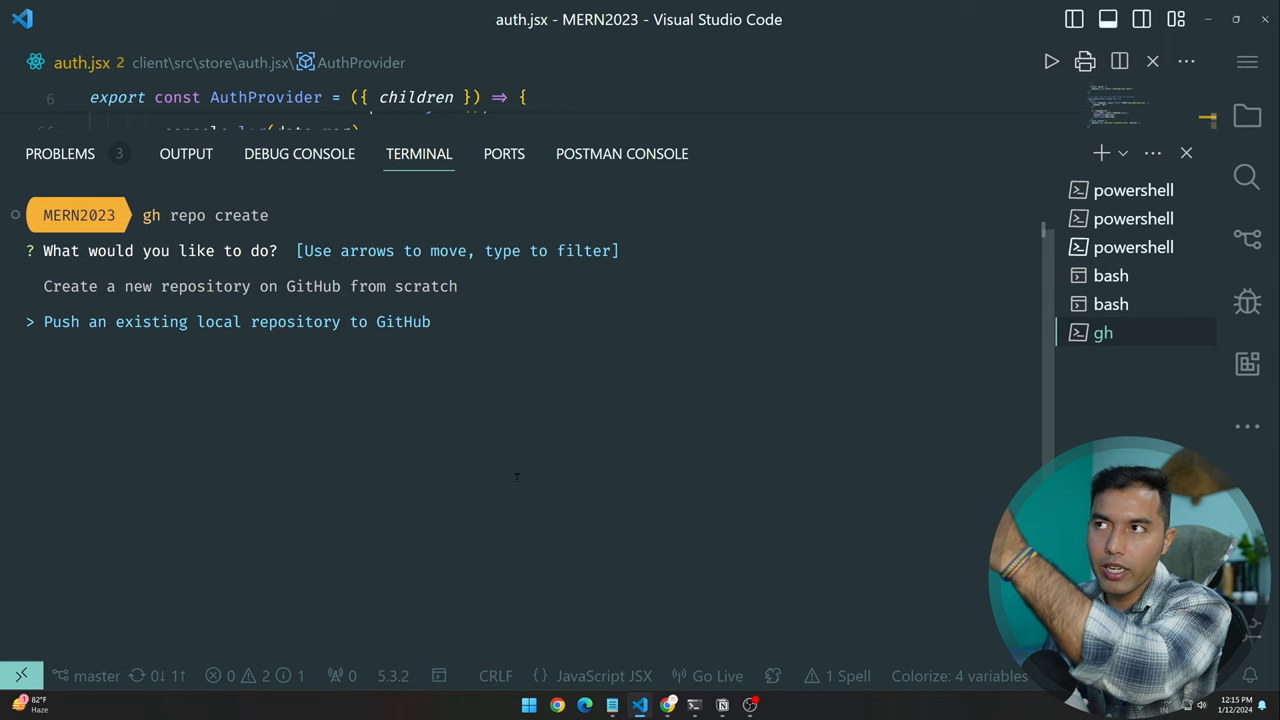 auth.jsx - MERN2023 - Visual Studio Code
auth.jsx 2 client\src\store\auth.jsx\ AuthProvider
6 export const AuthProvider = ({ children }) => {
PROBLEMS 3 OUTPUT DEBUG CONSOLE TERMINAL PORTS POSTMAN CONSOLE
MERN2023 gh repo create
? What would you like to do? [Use arrows to move, type to filter]
Create a new repository on GitHub from scratch
> Push an existing local repository to GitHub
powershell
powershell
powershell
bash
bash
gh
master 0↓ 1↑ 0 2 1 0 5.3.2 CRLF {} JavaScript JSX Go Live 1 Spell Colorize: 4 variables
82°F
Haze
IN
12:15 PM
1/12/2024